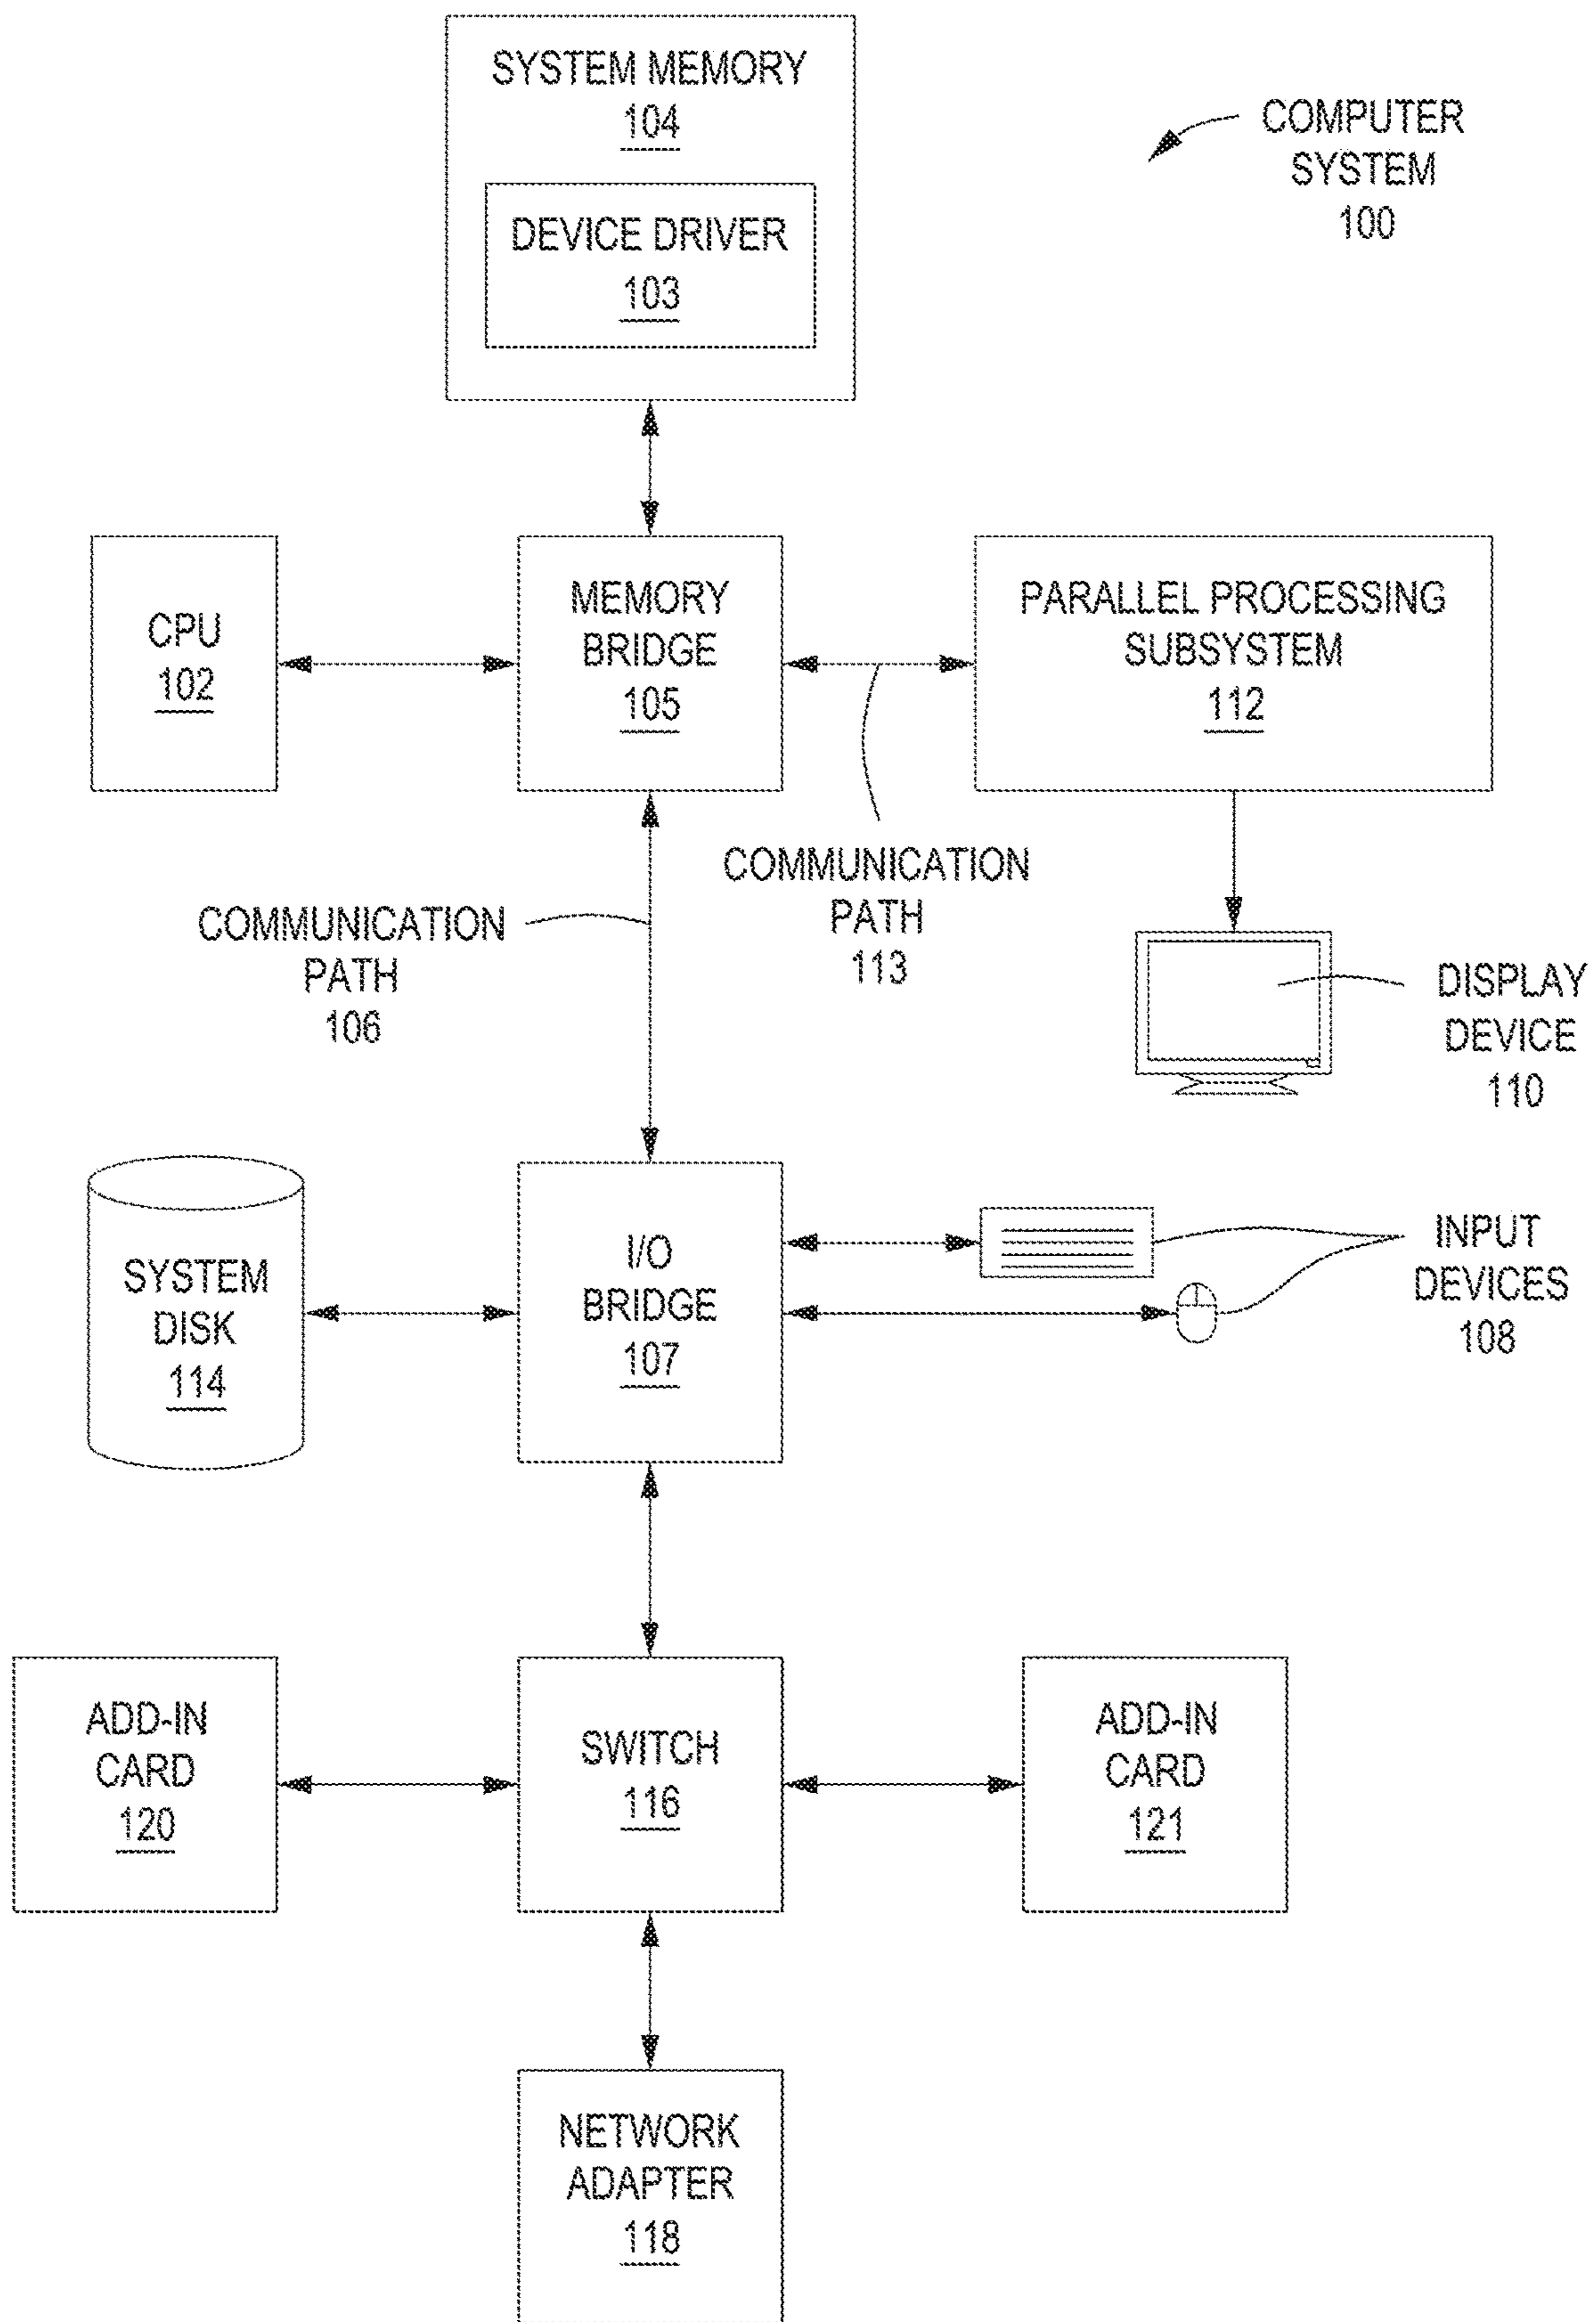 SYSTEM MEMORY
104
DEVICE DRIVER
103
COMPUTER
SYSTEM
100
CPU
102
MEMORY
BRIDGE
105
PARALLEL PROCESSING
SUBSYSTEM
112
COMMUNICATION
PATH
113
COMMUNICATION
PATH
106
DISPLAY
DEVICE
110
SYSTEM
DISK
114
I/O
BRIDGE
107
INPUT
DEVICES
108
ADD-IN
CARD
120
SWITCH
116
ADD-IN
CARD
121
NETWORK
ADAPTER
118